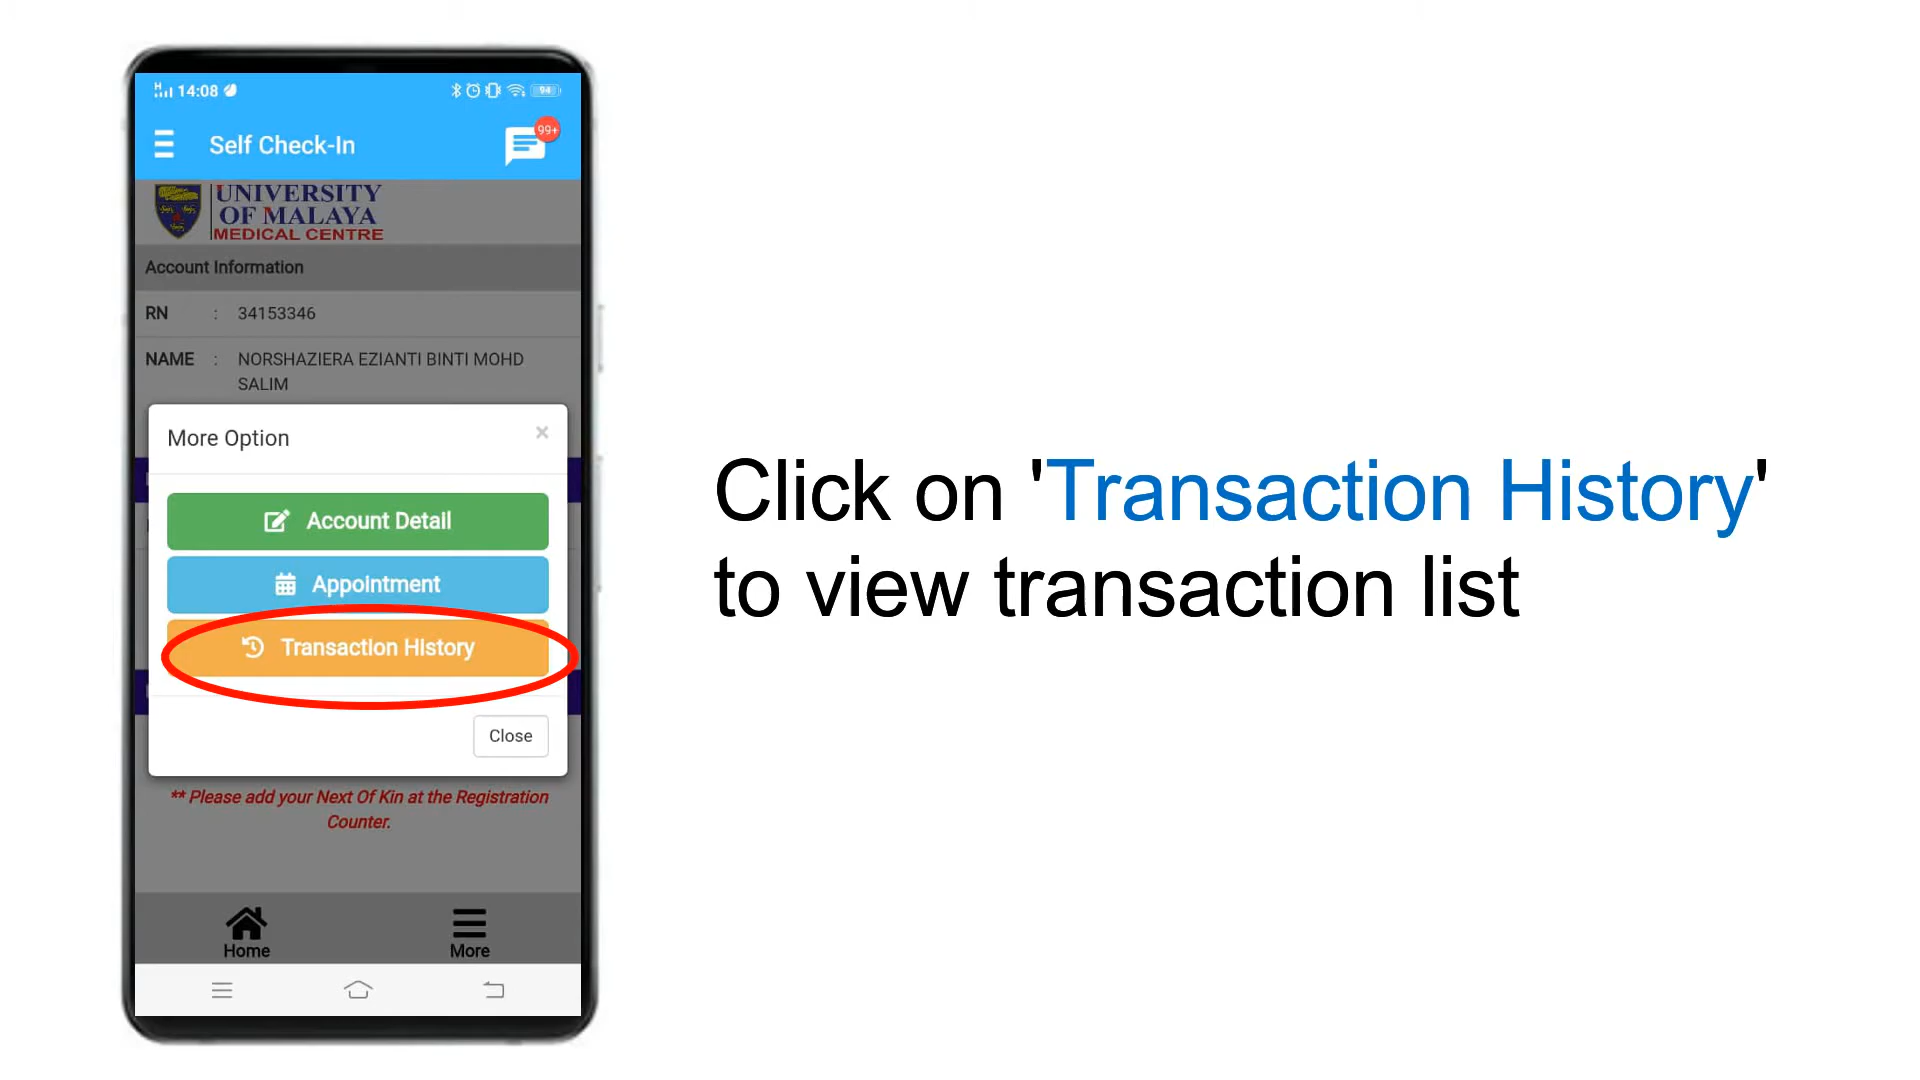 H 14:08 94
Self Check-In 99+
UNIVERSITY
OF MALAYA
MEDICAL CENTRE
Account Information
RN : 34153346
NAME : NORSHAZIERA EZIANTI BINTI MOHD
SALIM
More Option ×
Account Detail
Appointment
Transaction History
Close
** Please add your Next Of Kin at the Registration
Counter.
Home More
Click on 'Transaction History'
to view transaction list